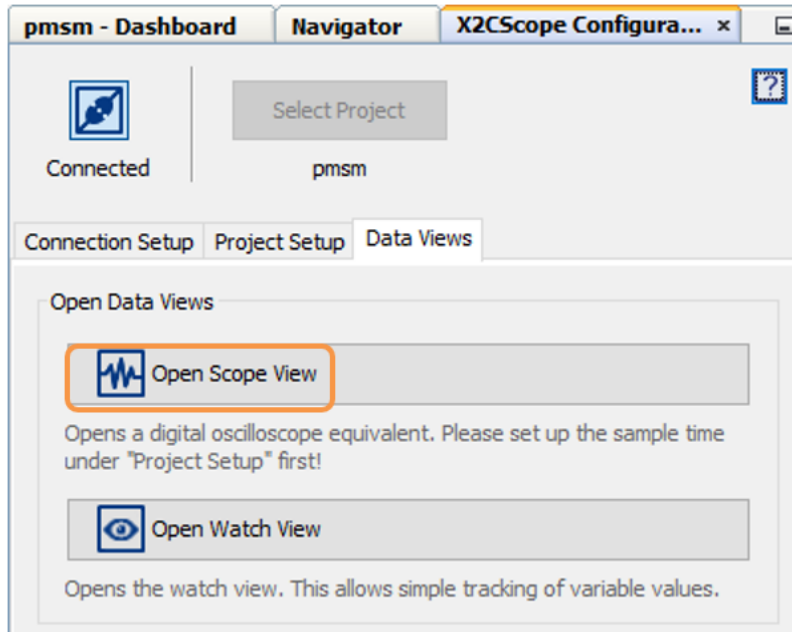 pmsm - Dashboard
Navigator
X2CScope Configura... ×
?
Select Project
Connected
pmsm
Connection Setup
Project Setup
Data Views
Open Data Views
Open Scope View
Opens a digital oscilloscope equivalent. Please set up the sample time
under "Project Setup" first!
Open Watch View
Opens the watch view. This allows simple tracking of variable values.